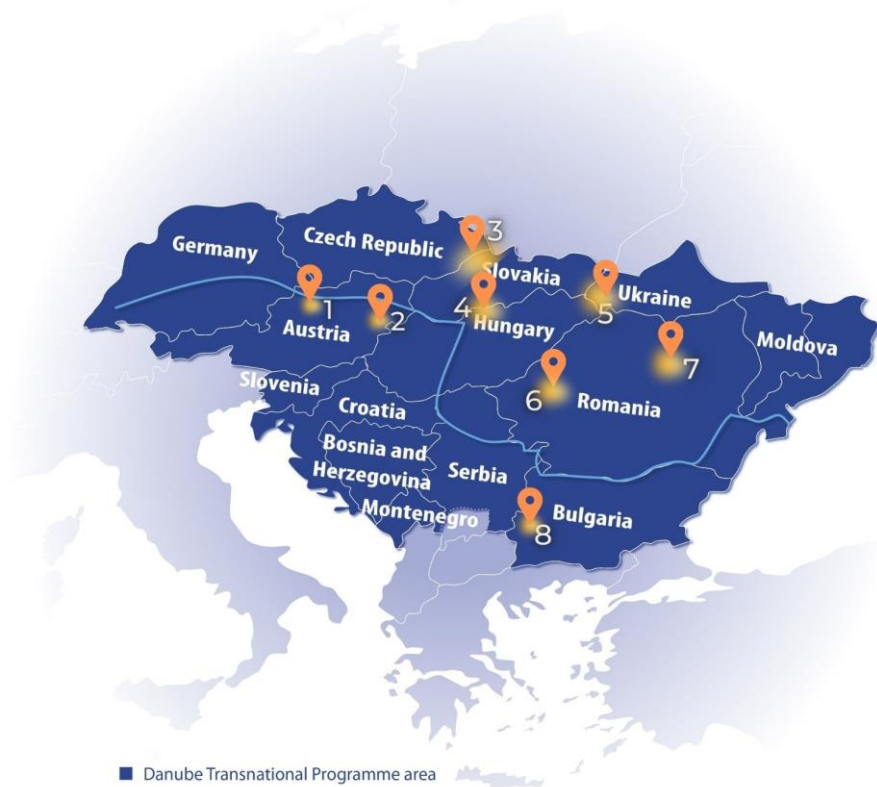 3
Czech Republic
Germany
Slovakia
Ukraine
5
4
Hungary
1
2
Austria
Moldova
7
Slovenia
6
Romania
Croatia
Bosnia and
Herzegovina
Serbia
Montenegro
Bulgaria
8
Danube Transnational Programme area